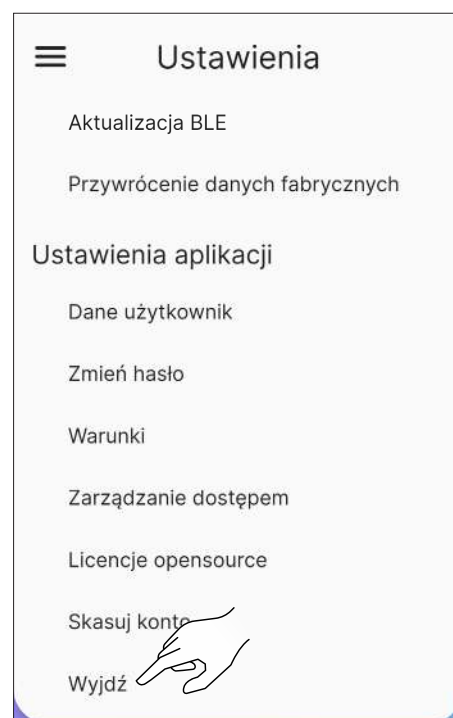 Ustawienia
Aktualizacja BLE
Przywrócenie danych fabrycznych
Ustawienia aplikacji
Dane użytkownik
Zmień hasło
Warunki
Zarządzanie dostępem
Licencje opensource
Skasuj konto
Wyjdź